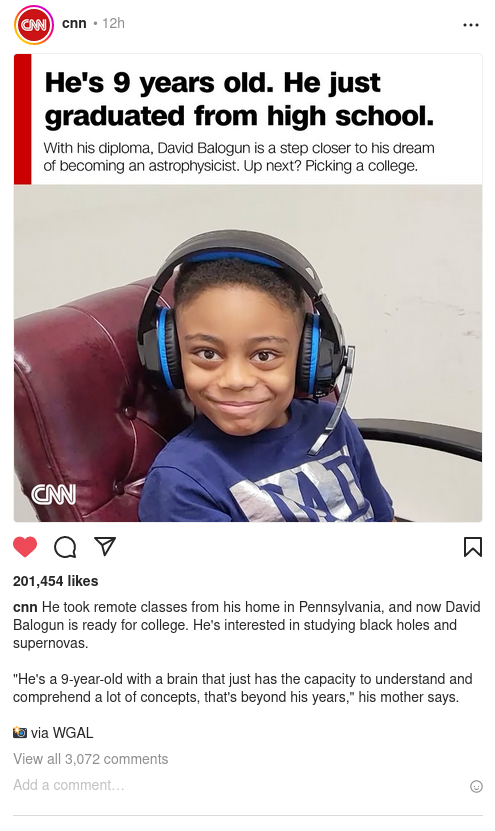 CNN
cnn • 12h
He's 9 years old. He just
graduated from high school.
With his diploma, David Balogun is a step closer to his dream
of becoming an astrophysicist. Up next? Picking a college.
CNN
201,454 likes
cnn He took remote classes from his home in Pennsylvania, and now David
Balogun is ready for college. He's interested in studying black holes and
supernovas.
"He's a 9-year-old with a brain that just has the capacity to understand and
comprehend a lot of concepts, that's beyond his years," his mother says.
📸 via WGAL
View all 3,072 comments
Add a comment...